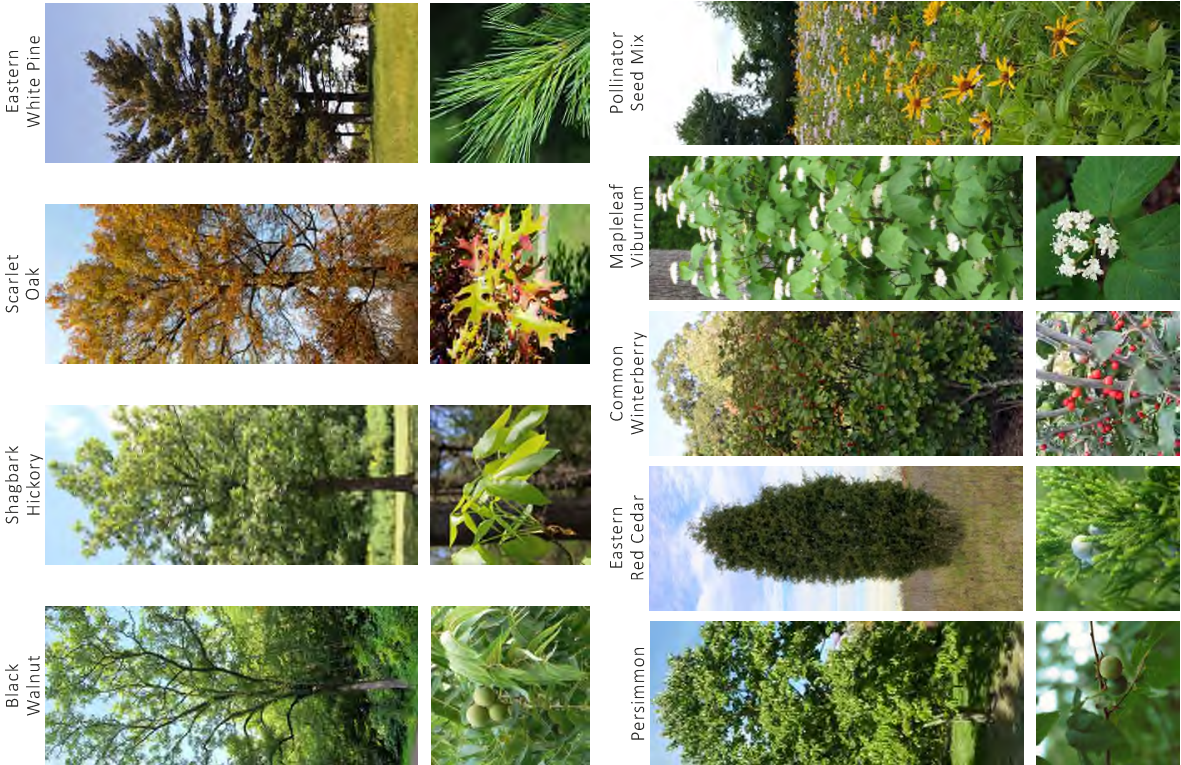 Black
Walnut
Shagbark
Hickory
Scarlet
Oak
Eastern
White Pine
Persimmon
Eastern
Red Cedar
Common
Winterberry
Mapleleaf
Viburnum
Pollinator
Seed Mix